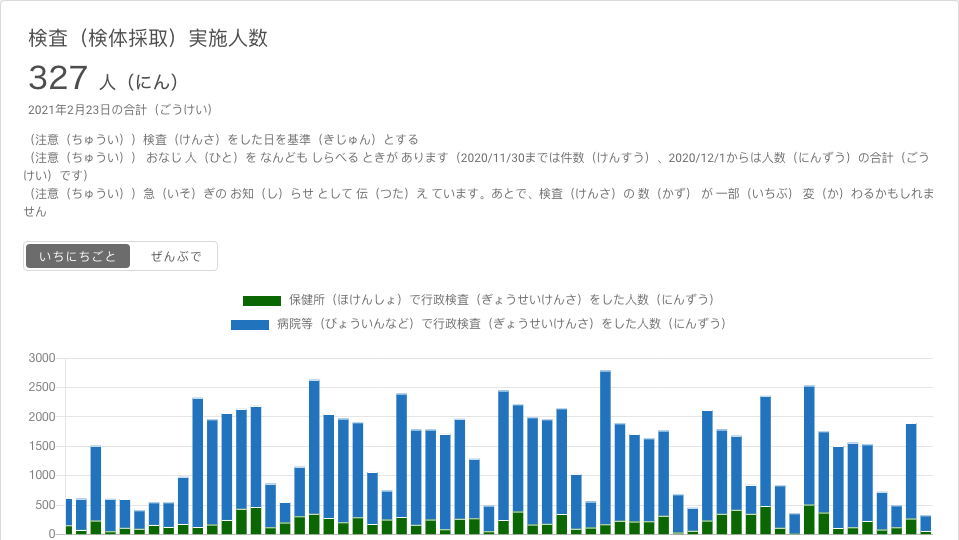 検査（検体採取）実施人数
327 人（にん）
2021年2月23日の合計（ごうけい）
（注意（ちゅうい））検査（けんさ）をした日を基準（きじゅん）とする
（注意（ちゅうい）） おなじ 人（ひと）を なんども しらべる ときが あります（2020/11/30までは件数（けんすう）、2020/12/1からは人数（にんずう）の合計（ごう
けい）です）
（注意（ちゅうい））急（いそ）ぎの お知（し）らせ として 伝（つた）え ています。あとで、検査（けんさ）の 数（かず） が 一部（いちぶ） 変（か）わるかもしれま
せん
いちにちごと ぜんぶで
保健所（ほけんしょ）で行政検査（ぎょうせいけんさ）をした人数（にんずう）
病院等（びょういんなど）で行政検査（ぎょうせいけんさ）をした人数（にんずう）
3000
2500
2000
1500
1000
500
0